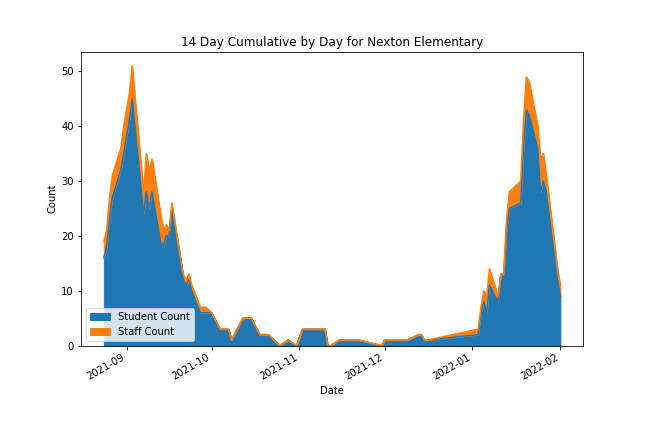 14 Day Cumulative by Day for Nexton Elementary
50
40
30
20
10
0
Count
Student Count
Staff Count
2021-09
2021-10
2021-11
2021-12
2022-01
2022-02
Date